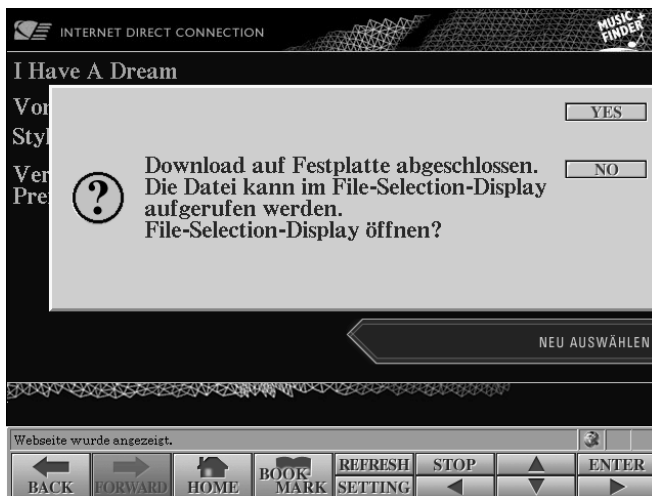 INTERNET DIRECT CONNECTION
MUSIC FINDER +
I Have A Dream
Vor
Styl
Ver
Pre
YES
NO
Download auf Festplatte abgeschlossen.
Die Datei kann im File-Selection-Display
aufgerufen werden.
File-Selection-Display öffnen?
NEU AUSWÄHLEN
Webseite wurde angezeigt.
BACK
FORWARD
HOME
BOOK MARK
REFRESH
SETTING
STOP
ENTER